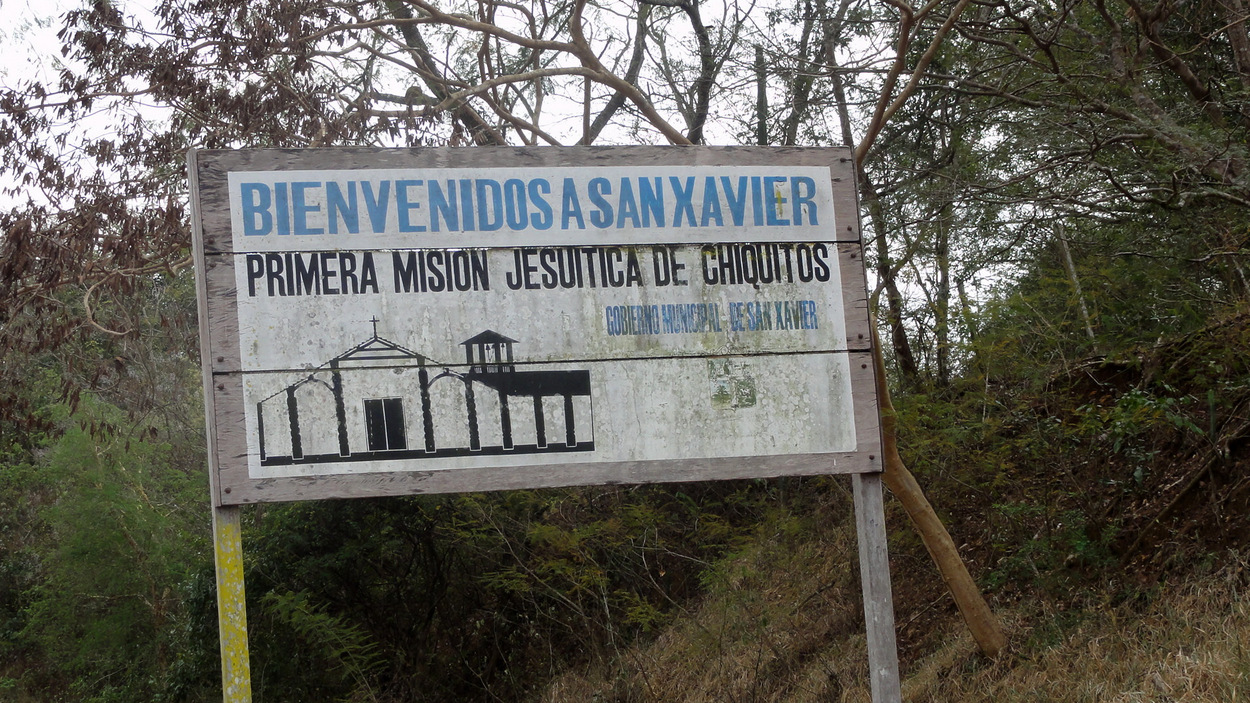 BIENVENIDOS A SAN XAVIER
PRIMERA MISION JESUITICA DE CHIQUITOS
GOBIERNO MUNICIPAL DE SAN XAVIER